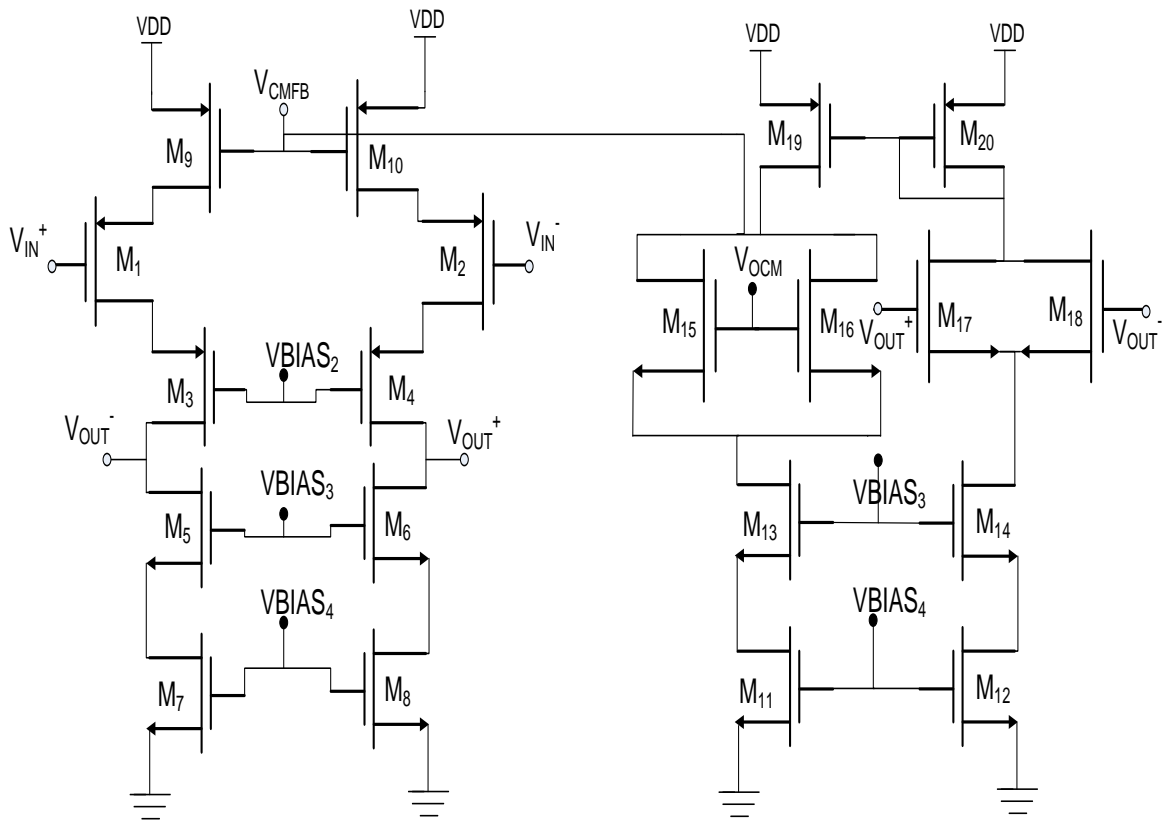 VDD
VDD
VDD
VDD
V_CMFB
M_9
M_10
M_19
M_20
V_IN^+
M_1
M_2
V_IN^-
V_OCM
M_15
M_16
V_OUT^+
M_17
M_18
V_OUT^-
VBIAS_2
M_3
M_4
V_OUT^-
V_OUT^+
VBIAS_3
M_5
M_6
VBIAS_3
M_13
M_14
VBIAS_4
M_7
M_8
VBIAS_4
M_11
M_12